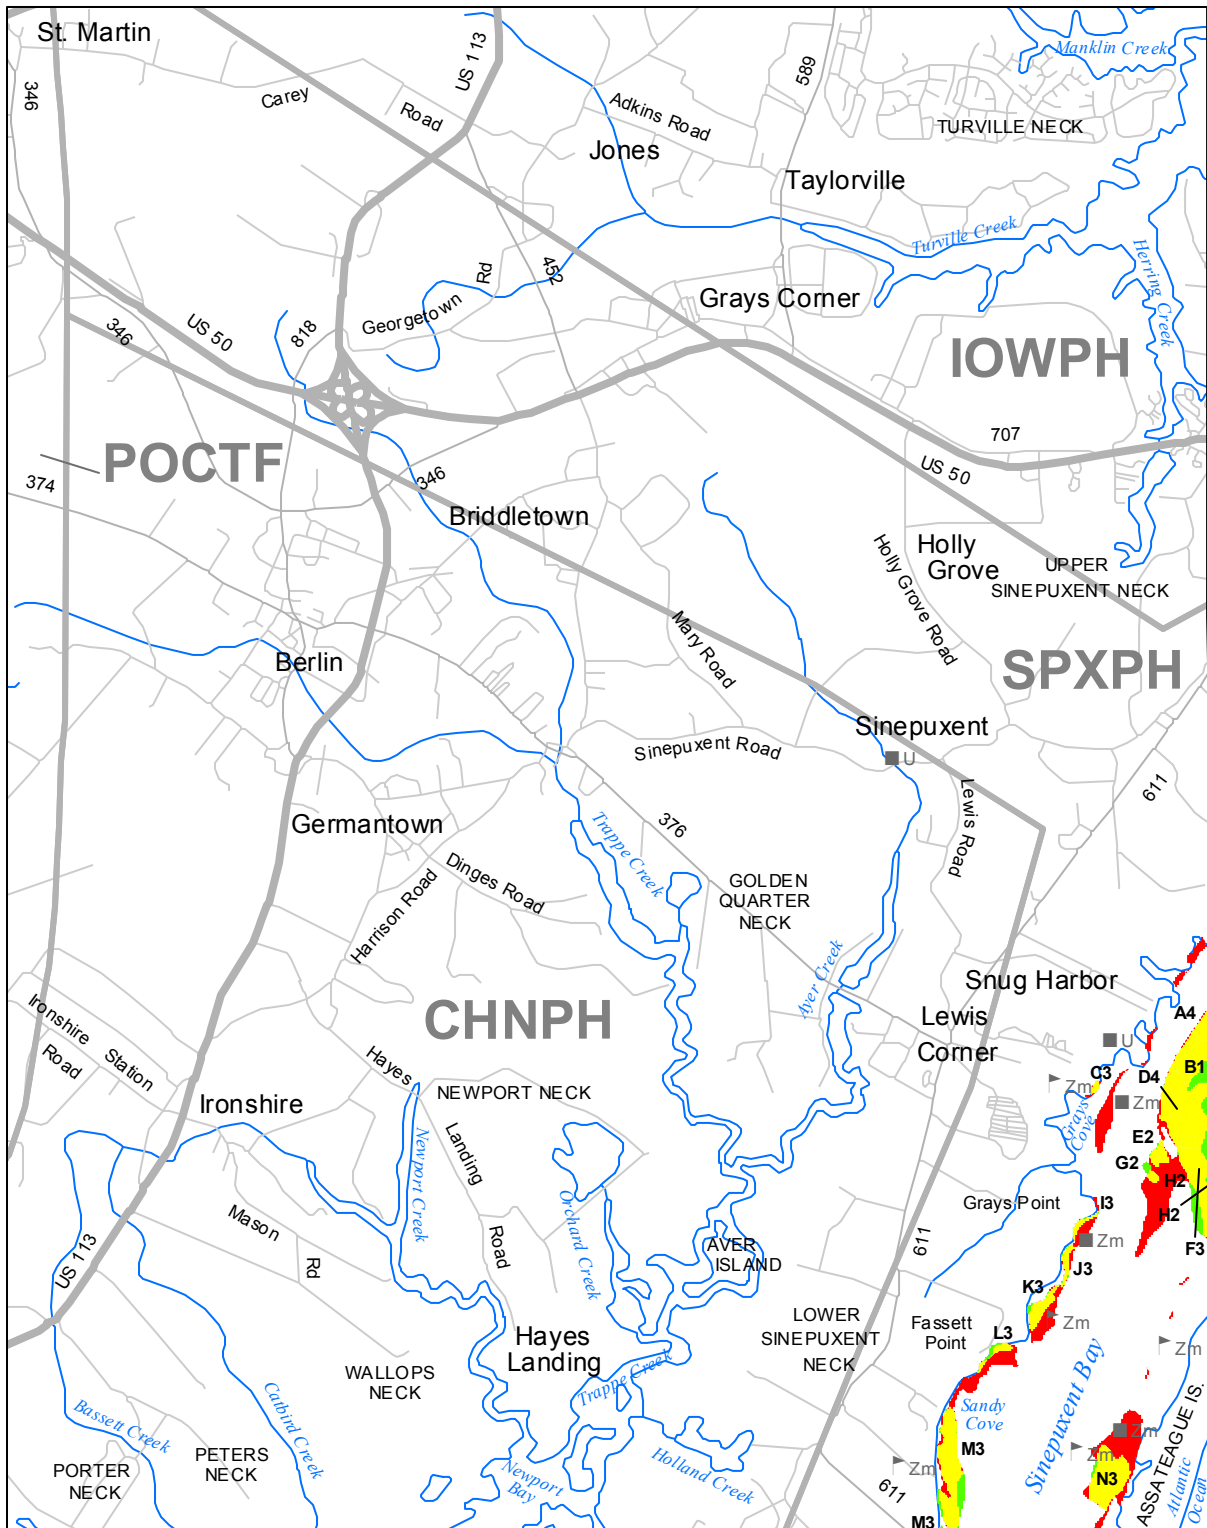 St. Martin
346
Carey
Road
US 113
Adkins Road
Jones
589
Manklin Creek
TURVILLE NECK
Taylorville
Turville Creek
Herring Creek
452
Rd
Georgetown
Grays Corner
818
US 50
346
IOWPH
707
US 50
POCTF
374
346
Briddletown
Holly
Grove
Holly Grove Road
UPPER
SINEPUXENT NECK
Mary Road
Berlin
SPXPH
Sinepuxent
U
Sinepuxent Road
611
Lewis Road
Germantown
Trappe Creek
376
Dinges Road
Harrison Road
GOLDEN
QUARTER
NECK
Ayer Creek
Snug Harbor
Ironshire Station
Road
CHNPH
Lewis
Corner
A4
U
C3
D4
B1
Zm
Zm
Hayes
NEWPORT NECK
Ironshire
Grays
Cove
E2
G2
H2
H2
Newport Creek
Landing
Road
Orchard Creek
Grays Point
I3
Zm
F3
Mason
Rd
US 113
611
AYER
ISLAND
J3
K3
Zm
Fassett
Point
L3
LOWER
SINEPUXENT
NECK
Hayes
Landing
Zm
WALLOPS
NECK
Trappe Creek
Sinepuxent Bay
Sandy
Cove
ASSATEAGUE IS.
Bassett Creek
Catbird Creek
PETERS
NECK
PORTER
NECK
Newport
Bay
Holland Creek
M3
Zm
Zm
Zm
N3
611
M3
Atlantic
Ocean